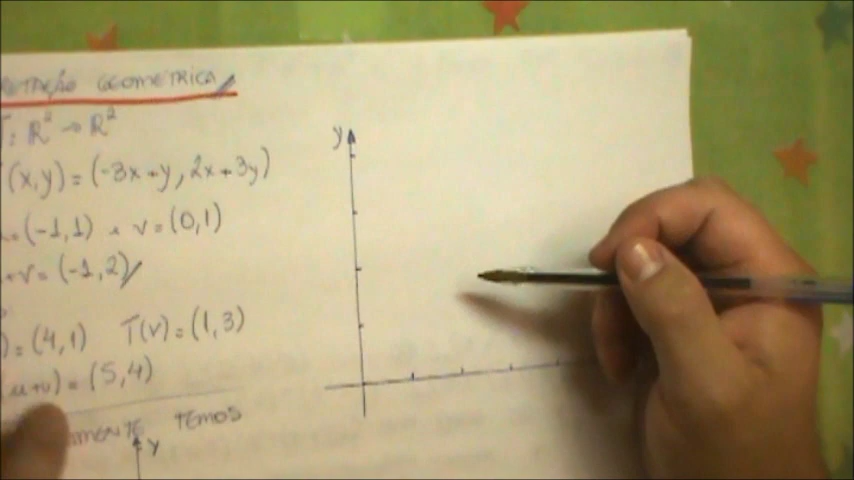 GEOMETRICA
: R² → R²
(x,y) = (-3x+y, 2x+3y)
= (-1,1) e v = (0,1)
+v = (-1,2)
) = (4,1) T(v) = (1,3)
u+v) = (5,4)
TEMOS
y
y